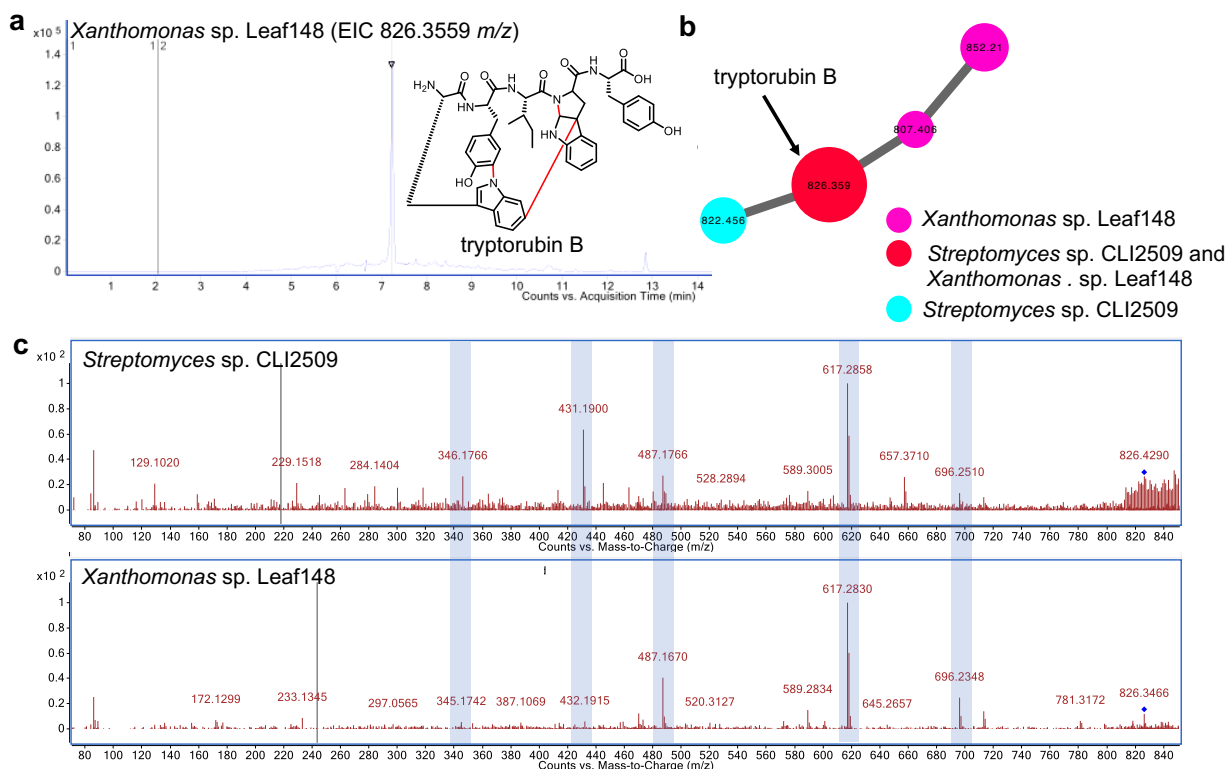 a
x10 5
Xanthomonas sp. Leaf148 (EIC 826.3559 m/z)
1 1 2
1.4
1.2
1
0.8
0.6
0.4
0.2
0
1 2 3 4 5 6 7 8 9 10 11 12 13 14
Counts vs. Acquisition Time (min)
H2N
O
H
N
O
N
H
O
H
N
O
N
O
HN
O
H
N
O
OH
OH
HO
N
tryptorubin B
b
tryptorubin B
852.21
807.406
826.359
822.456
Xanthomonas sp. Leaf148
Streptomyces sp. CLI2509 and
Xanthomonas . sp. Leaf148
Streptomyces sp. CLI2509
c
x10 2
Streptomyces sp. CLI2509
1
0.8
0.6
0.4
0.2
0
129.1020
229.1518
284.1404
346.1766
431.1900
487.1766
528.2894
589.3005
617.2858
657.3710
696.2510
826.4290
80 100 120 140 160 180 200 220 240 260 280 300 320 340 360 380 400 420 440 460 480 500 520 540 560 580 600 620 640 660 680 700 720 740 760 780 800 820 840
Counts vs. Mass-to-Charge (m/z)
x10 2
Xanthomonas sp. Leaf148
1
0.8
0.6
0.4
0.2
0
172.1299
233.1345
297.0565
345.1742
387.1069
432.1915
487.1670
520.3127
589.2834
617.2830
645.2657
696.2348
781.3172
826.3466
80 100 120 140 160 180 200 220 240 260 280 300 320 340 360 380 400 420 440 460 480 500 520 540 560 580 600 620 640 660 680 700 720 740 760 780 800 820 840
Counts vs. Mass-to-Charge (m/z)